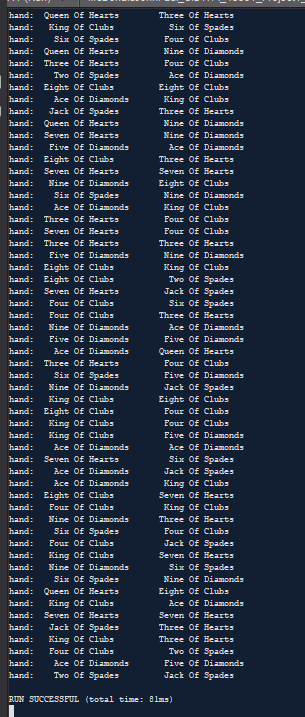 hand: Queen Of Hearts Three Of Hearts
hand: King Of Clubs Six Of Spades
hand: Six Of Spades Four Of Clubs
hand: Queen Of Hearts Nine Of Diamonds
hand: Three Of Hearts Four Of Clubs
hand: Two Of Spades Ace Of Diamonds
hand: Eight Of Clubs Eight Of Clubs
hand: Ace Of Diamonds King Of Clubs
hand: Jack Of Spades Three Of Hearts
hand: Queen Of Hearts Nine Of Diamonds
hand: Seven Of Hearts Nine Of Diamonds
hand: Five Of Diamonds Ace Of Diamonds
hand: Eight Of Clubs Three Of Hearts
hand: Seven Of Hearts Seven Of Hearts
hand: Nine Of Diamonds Eight Of Clubs
hand: Six Of Spades Nine Of Diamonds
hand: Ace Of Diamonds King Of Clubs
hand: Three Of Hearts Four Of Clubs
hand: Seven Of Hearts Four Of Clubs
hand: Three Of Hearts Three Of Hearts
hand: Five Of Diamonds Nine Of Diamonds
hand: Eight Of Clubs King Of Clubs
hand: Eight Of Clubs Two Of Spades
hand: Seven Of Hearts Jack Of Spades
hand: Four Of Clubs Six Of Spades
hand: Four Of Clubs Three Of Hearts
hand: Nine Of Diamonds Ace Of Diamonds
hand: Five Of Diamonds Five Of Diamonds
hand: Ace Of Diamonds Queen Of Hearts
hand: Three Of Hearts Four Of Clubs
hand: Six Of Spades Five Of Diamonds
hand: Nine Of Diamonds Jack Of Spades
hand: King Of Clubs Eight Of Clubs
hand: Eight Of Clubs Four Of Clubs
hand: King Of Clubs Four Of Clubs
hand: King Of Clubs Five Of Diamonds
hand: Ace Of Diamonds Ace Of Diamonds
hand: Seven Of Hearts Six Of Spades
hand: Ace Of Diamonds Jack Of Spades
hand: Ace Of Diamonds King Of Clubs
hand: Eight Of Clubs Seven Of Hearts
hand: Four Of Clubs King Of Clubs
hand: Nine Of Diamonds Three Of Hearts
hand: Six Of Spades Four Of Clubs
hand: Four Of Clubs Jack Of Spades
hand: King Of Clubs Seven Of Hearts
hand: Nine Of Diamonds Six Of Spades
hand: Six Of Spades Nine Of Diamonds
hand: Queen Of Hearts Eight Of Clubs
hand: King Of Clubs Ace Of Diamonds
hand: Seven Of Hearts Seven Of Hearts
hand: Jack Of Spades Three Of Hearts
hand: King Of Clubs Three Of Hearts
hand: Four Of Clubs Two Of Spades
hand: Ace Of Diamonds Five Of Diamonds
hand: Two Of Spades Jack Of Spades
RUN SUCCESSFUL (total time: 81ms)